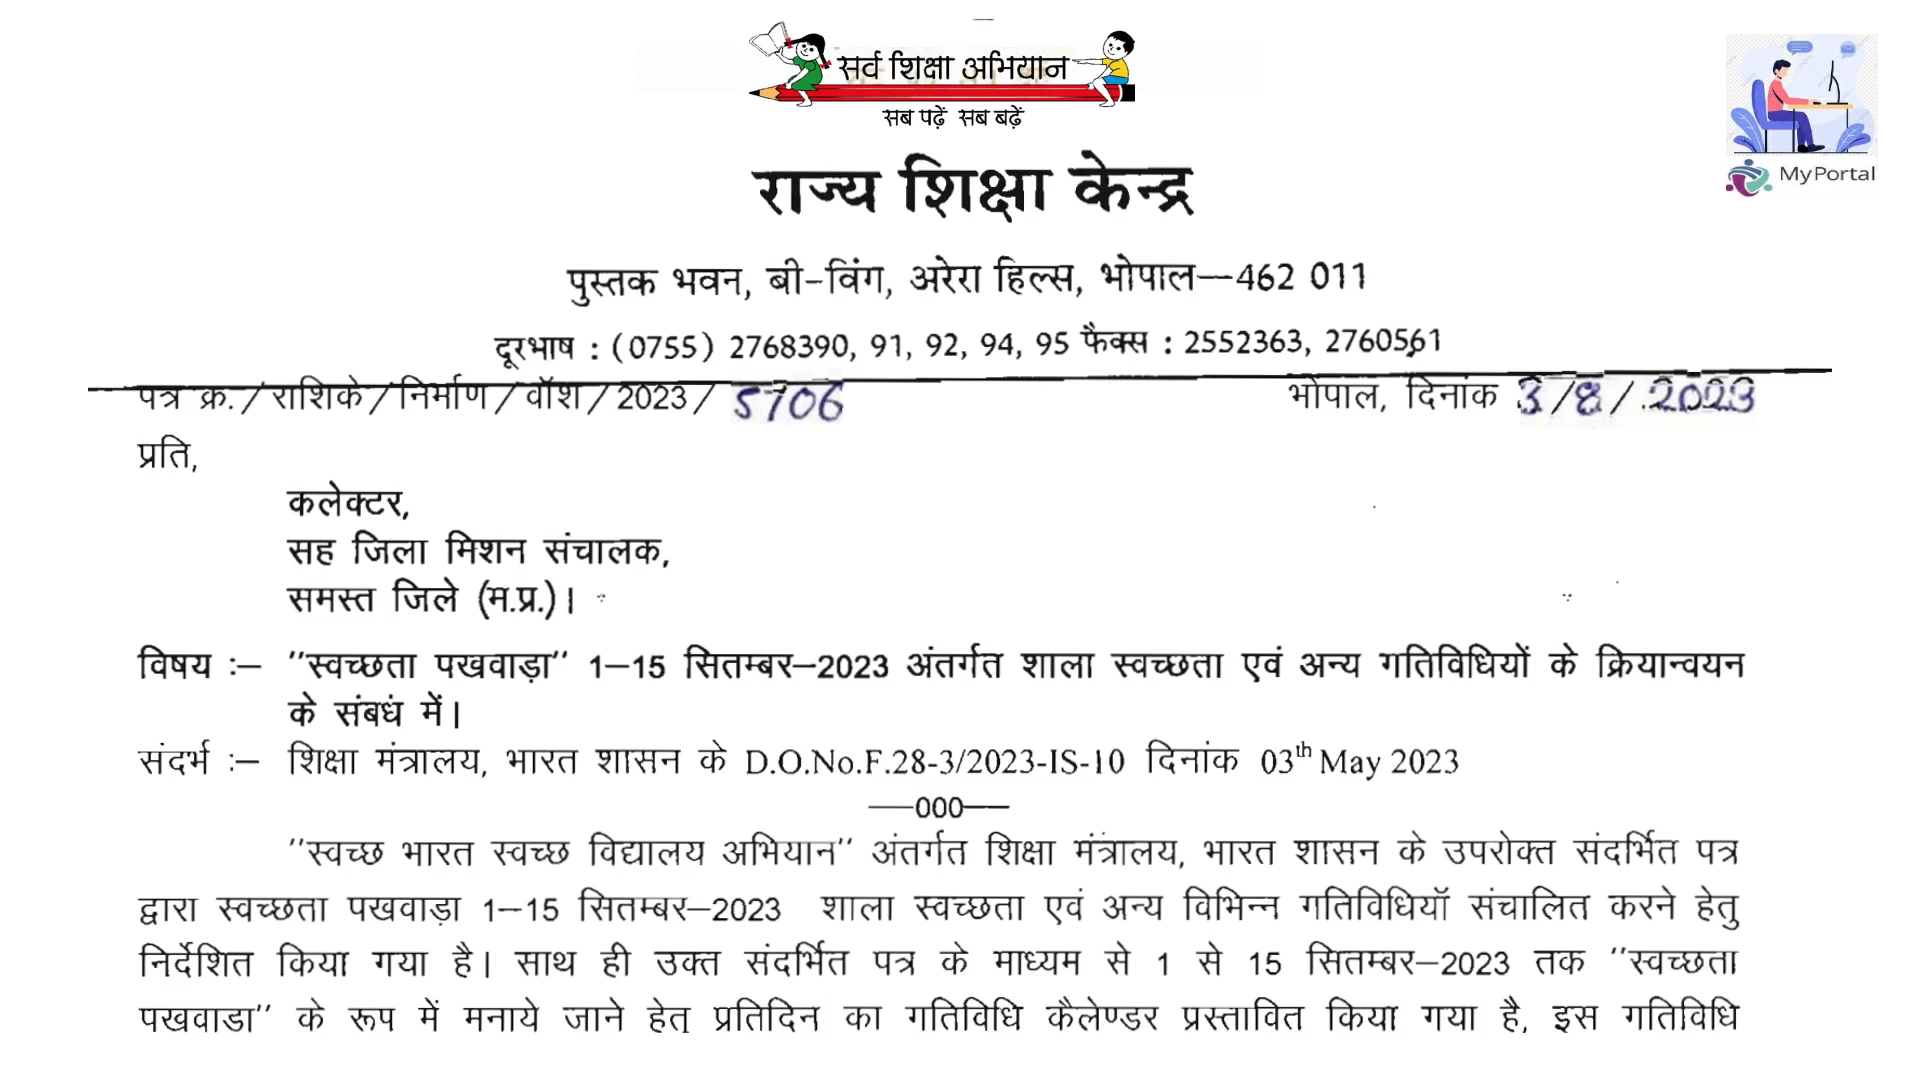 सर्व शिक्षा अभियान
सब पढ़ें सब बढ़ें
MyPortal
राज्य शिक्षा केन्द्र
पुस्तक भवन, बी-विंग, अरेरा हिल्स, भोपाल—462 011
दूरभाष : (0755) 2768390, 91, 92, 94, 95 फैक्स : 2552363, 2760561
पत्र क्र./राशिके/निर्माण/वॉश/2023/ 5706 भोपाल, दिनांक 3/8/.2023
प्रति,
कलेक्टर,
सह जिला मिशन संचालक,
समस्त जिले (म.प्र.)।
विषय :– ''स्वच्छता पखवाड़ा'' 1–15 सितम्बर–2023 अंतर्गत शाला स्वच्छता एवं अन्य गतिविधियों के क्रियान्वयन
के संबधं में।
संदर्भ :– शिक्षा मंत्रालय, भारत शासन के D.O.No.F.28-3/2023-IS-10 दिनांक 03th May 2023
——000——
''स्वच्छ भारत स्वच्छ विद्यालय अभियान'' अंतर्गत शिक्षा मंत्रालय, भारत शासन के उपरोक्त संदर्भित पत्र
द्वारा स्वच्छता पखवाड़ा 1–15 सितम्बर–2023 शाला स्वच्छता एवं अन्य विभिन्न गतिविधियॉ संचालित करने हेतु
निर्देशित किया गया है। साथ ही उक्त संदर्भित पत्र के माध्यम से 1 से 15 सितम्बर–2023 तक ''स्वच्छता
पखवाडा'' के रूप में मनाये जाने हेतु प्रतिदिन का गतिविधि कैलेण्डर प्रस्तावित किया गया है, इस गतिविधि